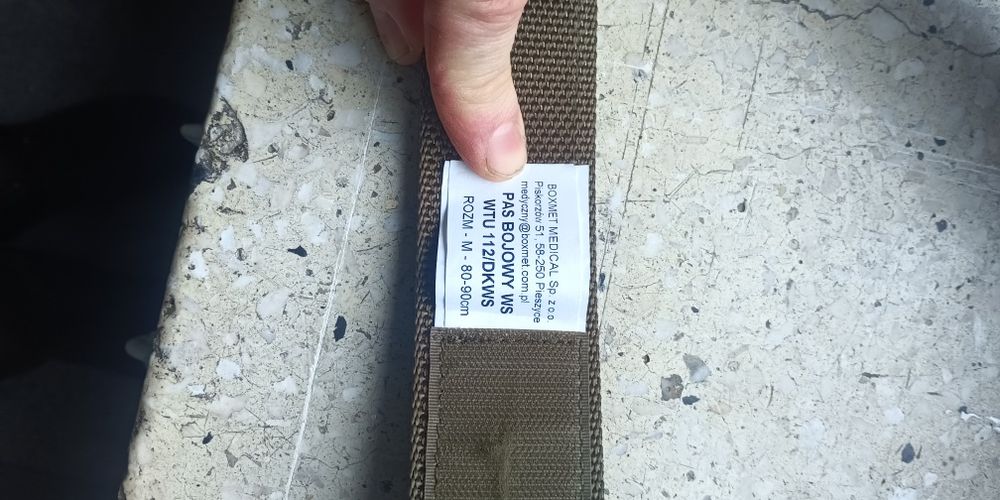 BOXMET MEDICAL Sp z o.o.
Piskorzów 51, 58-250 Pieszyce
medyczny@boxmet.com.pl
PAS BOJOWY WS
WTU 112/DKWS
ROZM - M - 80-90cm